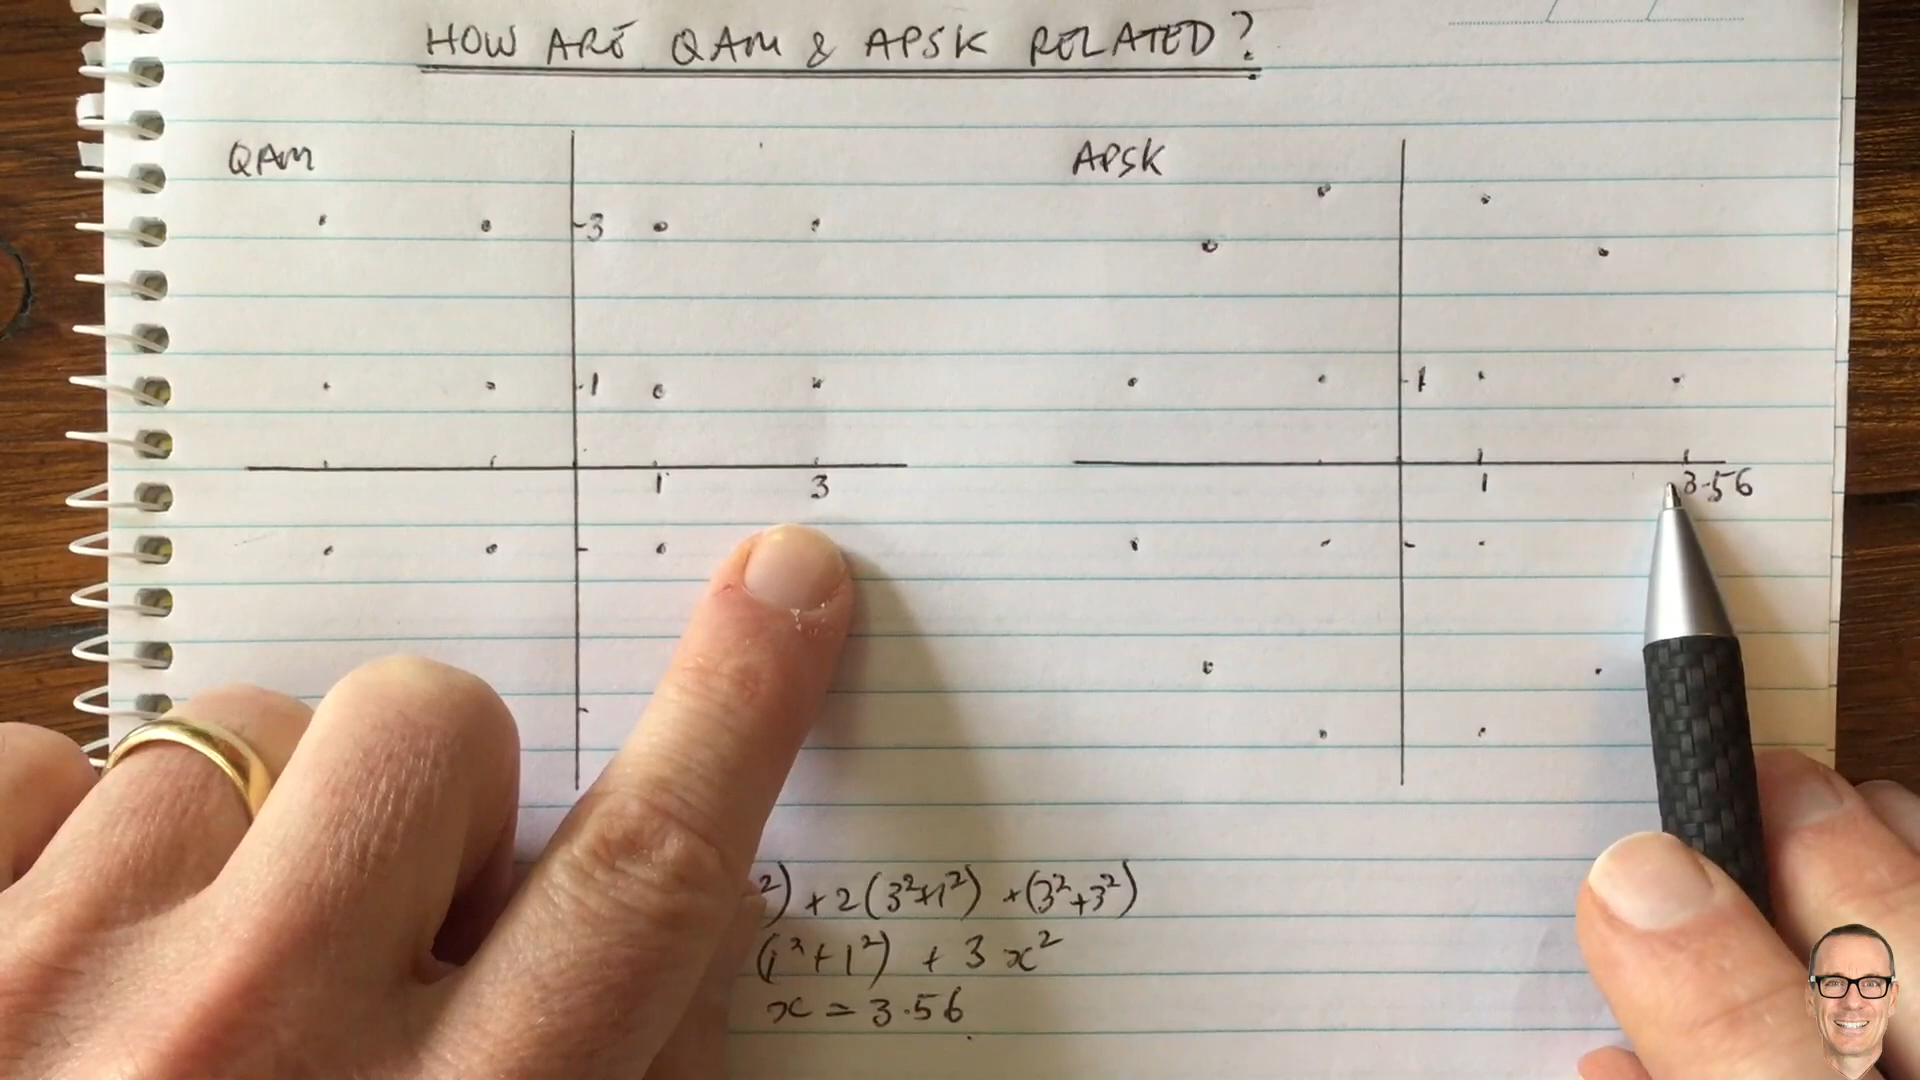 HOW ARE QAM & APSK RELATED?
QAM
APSK
3
1
1
1 3
1 3.56
²) + 2(3²+1²) + (3²+3²)
(1²+1²) + 3x²
x = 3.56